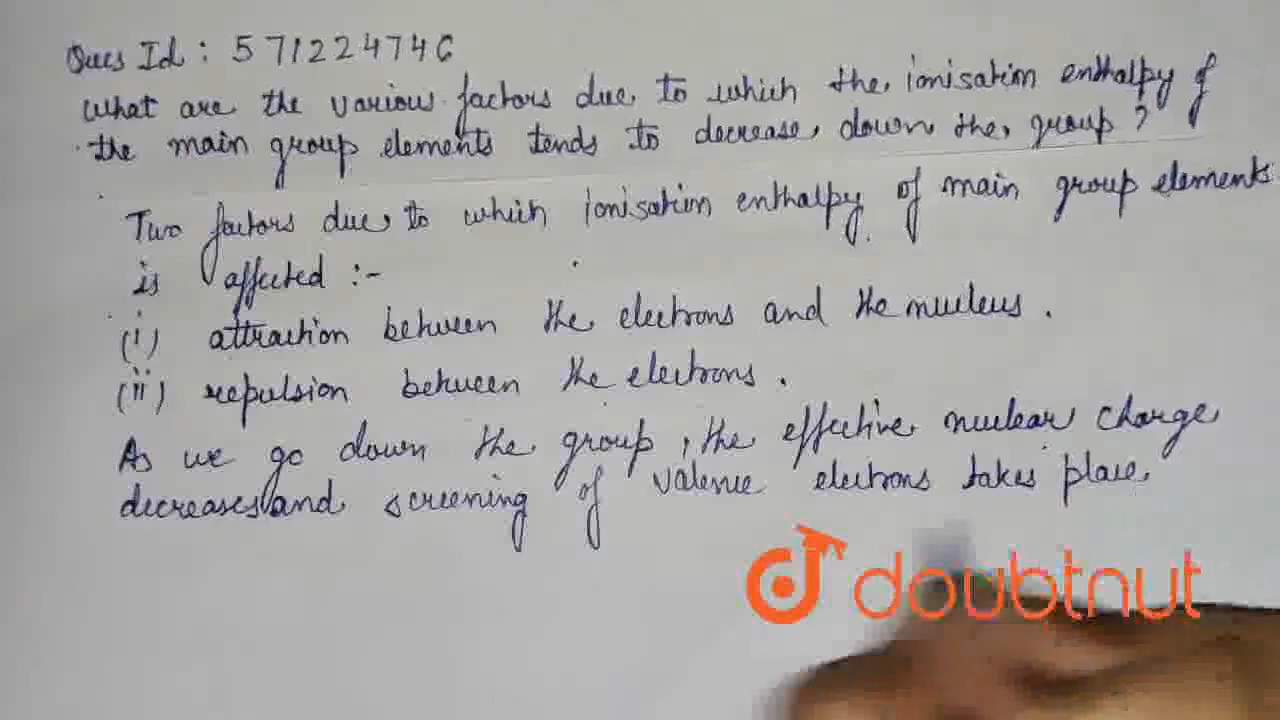 Ques Id : 571224746
What are the various factors due to which the ionisation enthalpy of
the main group elements tends to decrease down the group ?
Two factors due to which ionisation enthalpy of main group elements
is affected :-
(i) attraction between the electrons and the nucleus .
(ii) repulsion between the electrons .
As we go down the group , the effective nuclear charge
decreases and screening of valence electrons takes place
doubtnut